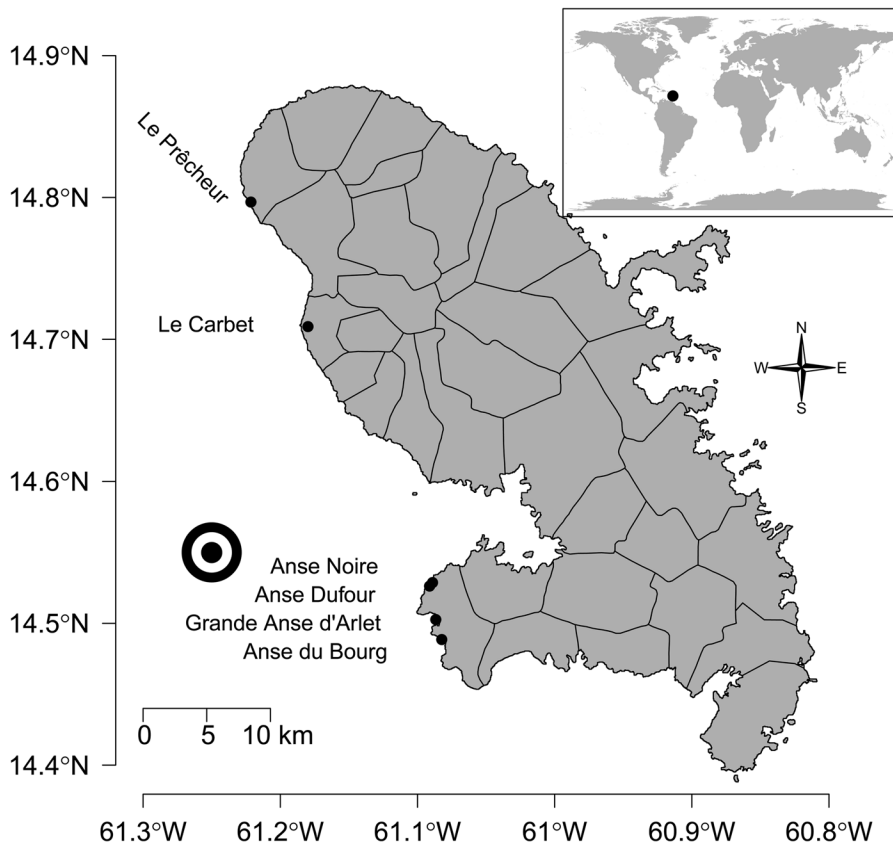 14.9°N
14.8°N
14.7°N
14.6°N
14.5°N
14.4°N
Le Prêcheur
Le Carbet
Anse Noire
Anse Dufour
Grande Anse d'Arlet
Anse du Bourg
N
W E
S
0 5 10 km
61.3°W 61.2°W 61.1°W 61°W 60.9°W 60.8°W